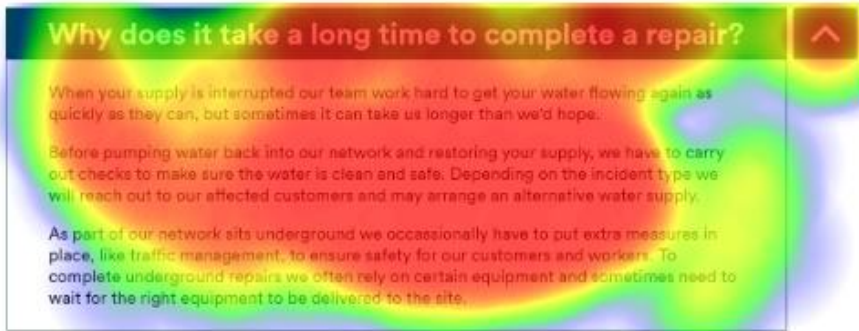 Why does it take a long time to complete a repair?
When your supply is interrupted our team work hard to get your water flowing again as
quickly as they can, but sometimes it can take us longer than we'd hope.
Before pumping water back into our network and restoring your supply, we have to carry
out checks to make sure the water is clean and safe. Depending on the incident type we
will reach out to our affected customers and may arrange an alternative water supply.
As part of our network sits underground we occassionally have to put extra measures in
place, like traffic management, to ensure safety for our customers and workers. To
complete underground repairs we often rely on certain equipment and sometimes need to
wait for the right equipment to be delivered to the site.